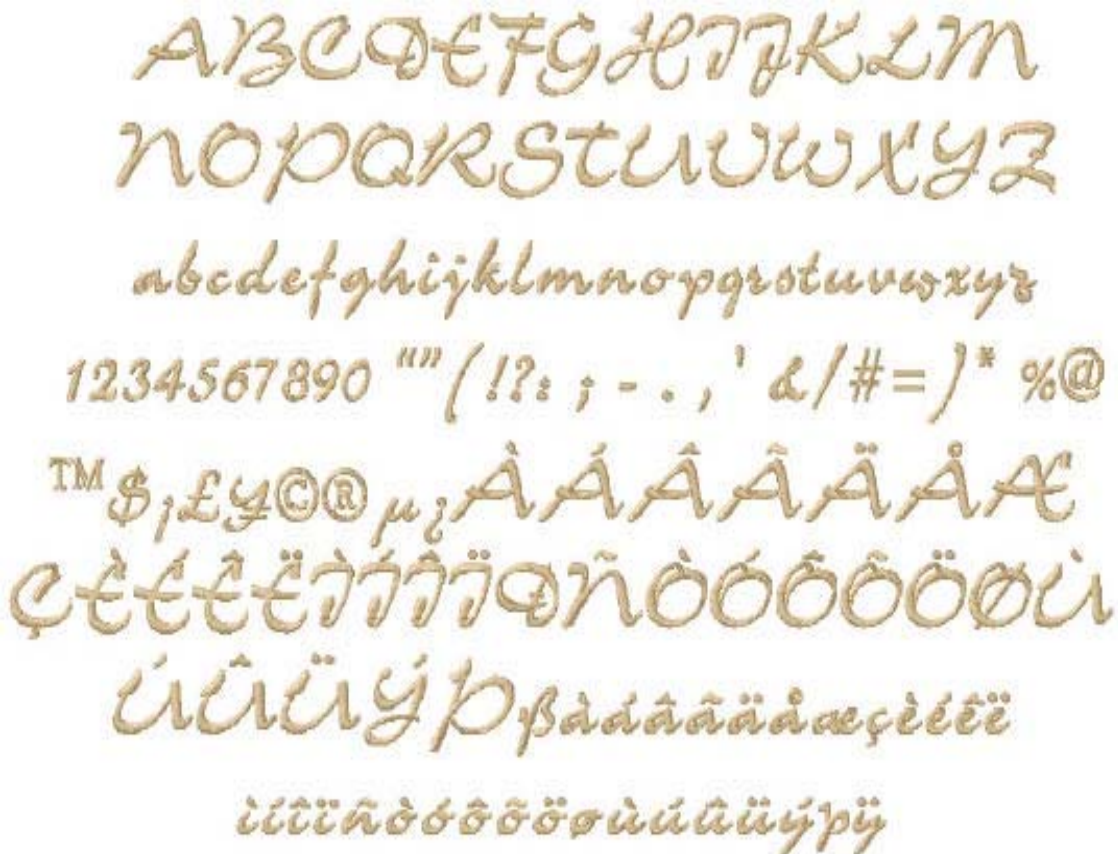 ABCDEFGHIJKLM
NOPQRSTUVWXYZ
abcdefghijklmnopqrstuvwxyz
1234567890 “”(!?: ; - . , ' &/#=)* %@
™$¡£¥©®µ¿ÀÁÂÃÄÅÆ
ÇÈÉÊËÌÍÎÏÐÑÒÓÔÕÖØÙ
ÚÛÜÝÞßàáâãäåæçèéêë
ìíîïñòóôõöøùúûüýþÿ